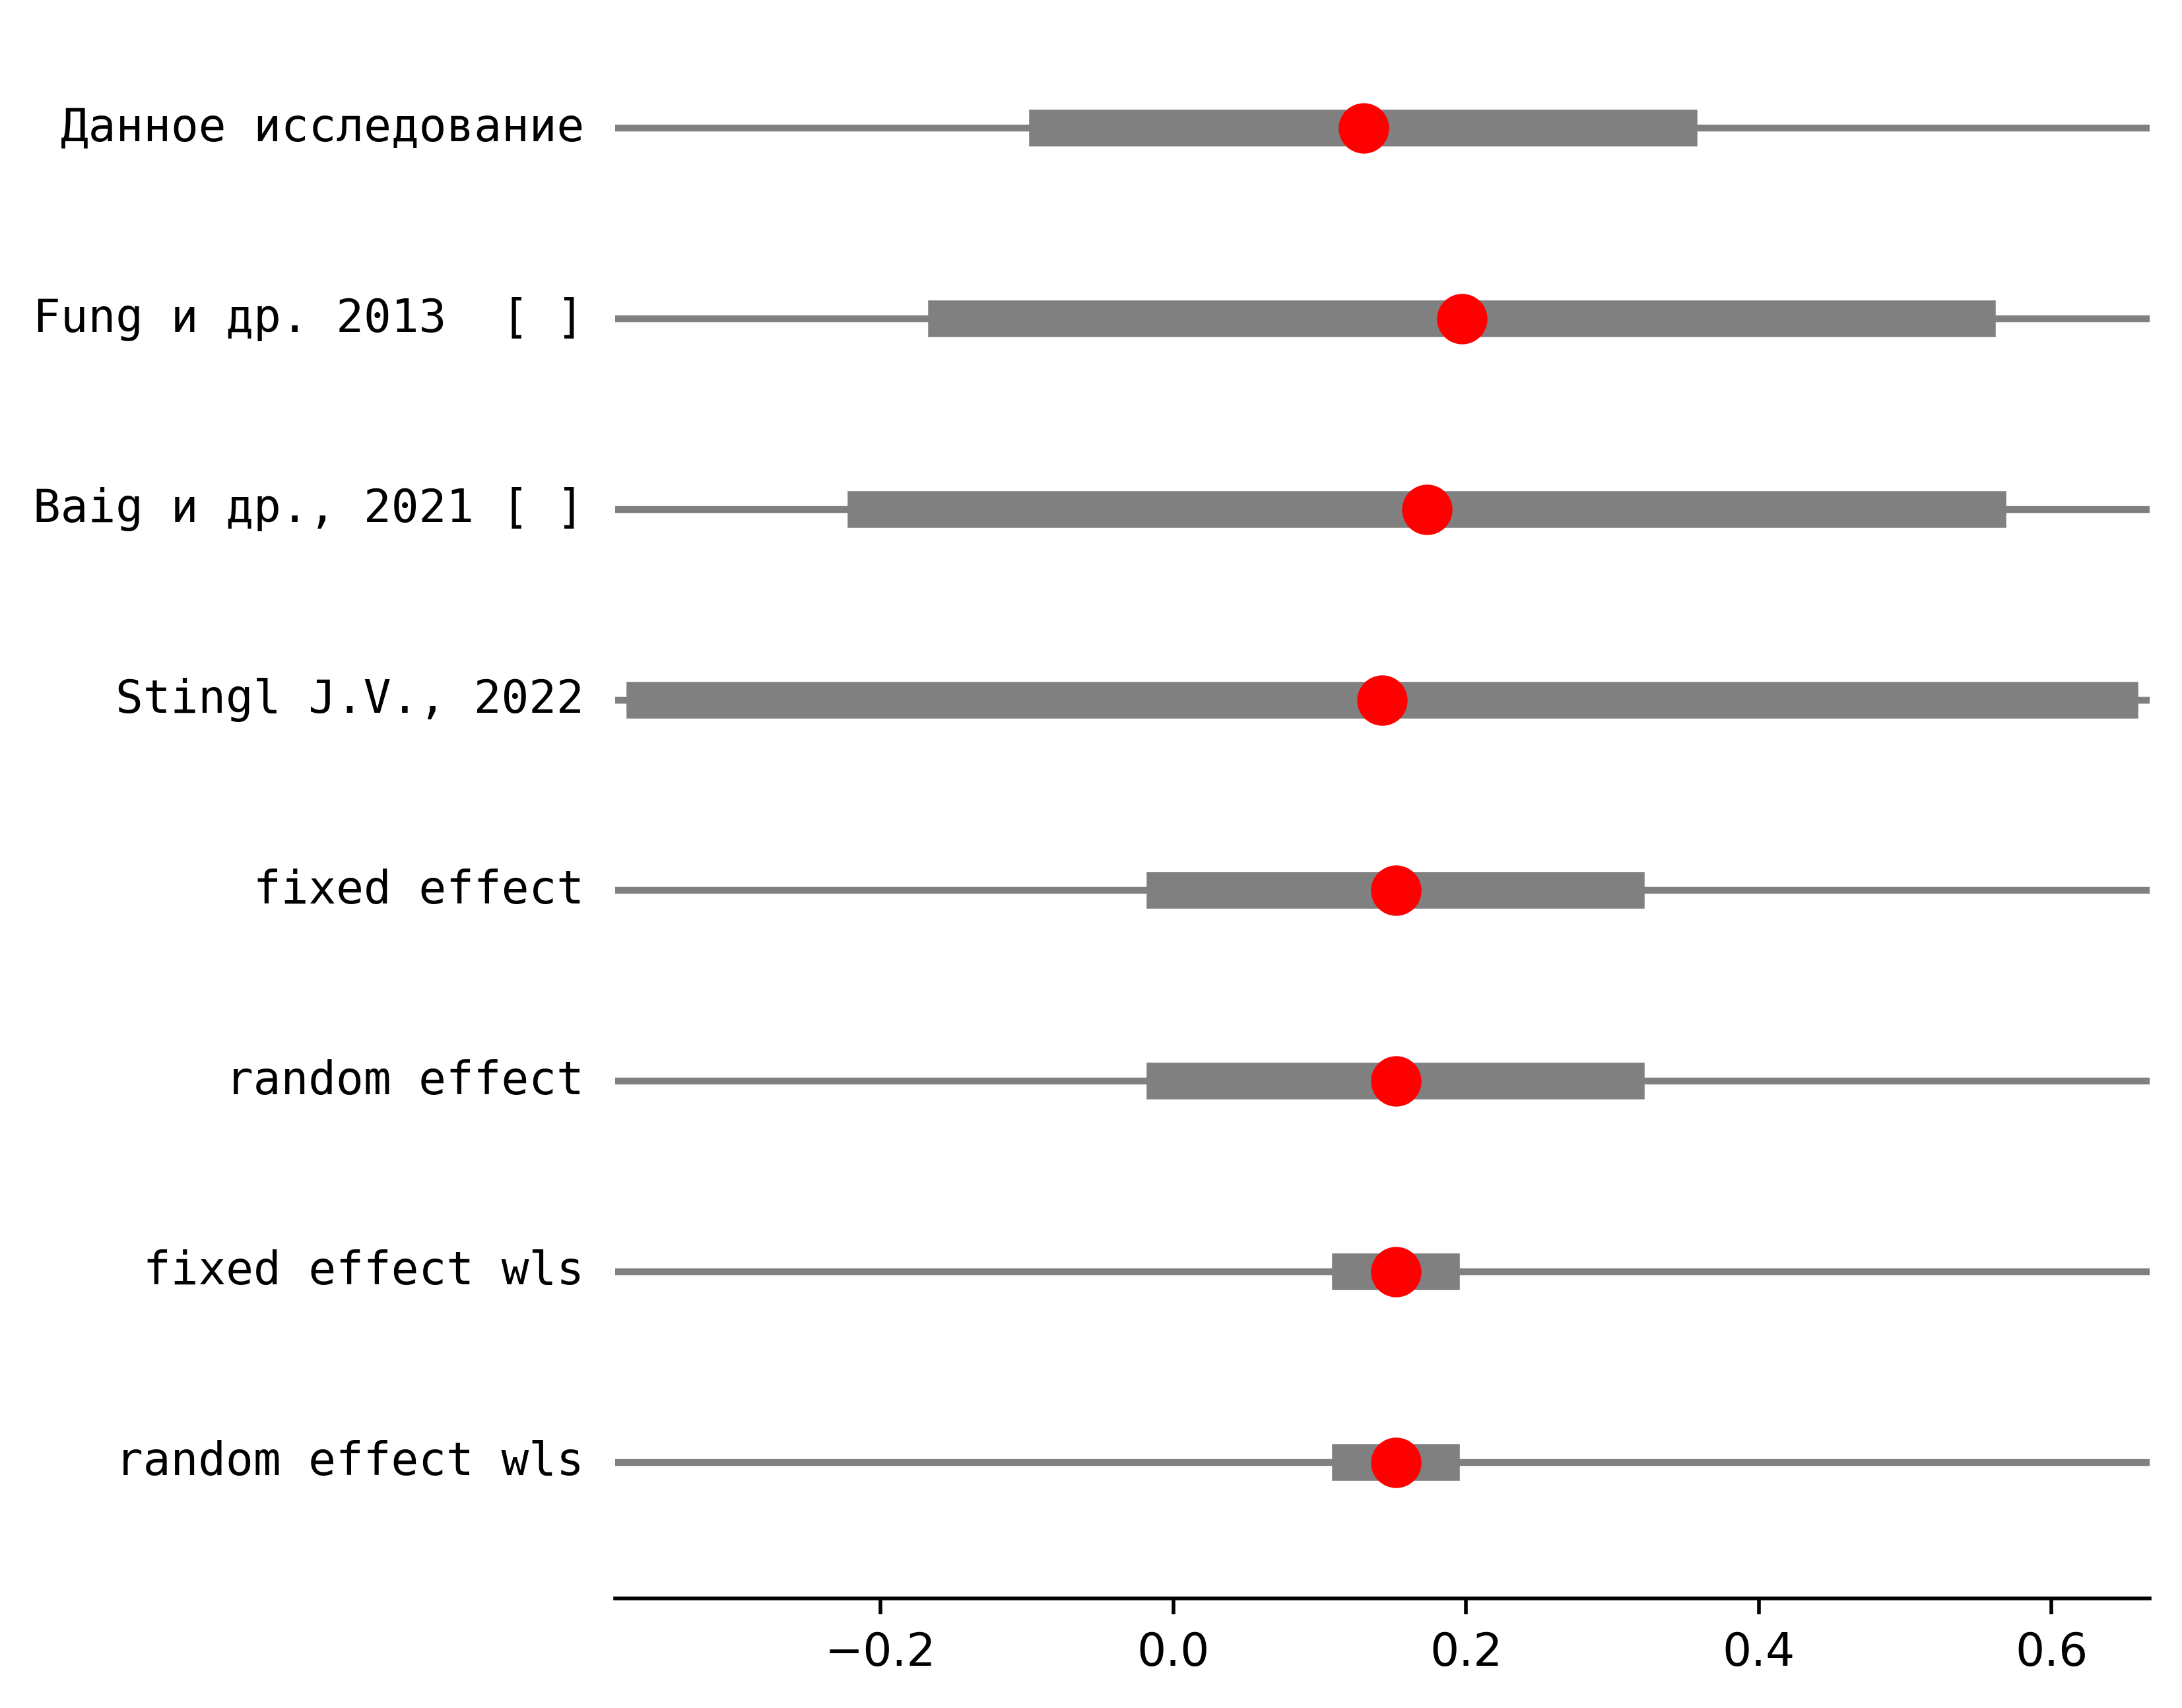 Данное исследование
Fung и др. 2013  [ ]
Baig и др., 2021 [ ]
Stingl J.V., 2022
fixed effect
random effect
fixed effect wls
random effect wls
−0.2 0.0 0.2 0.4 0.6